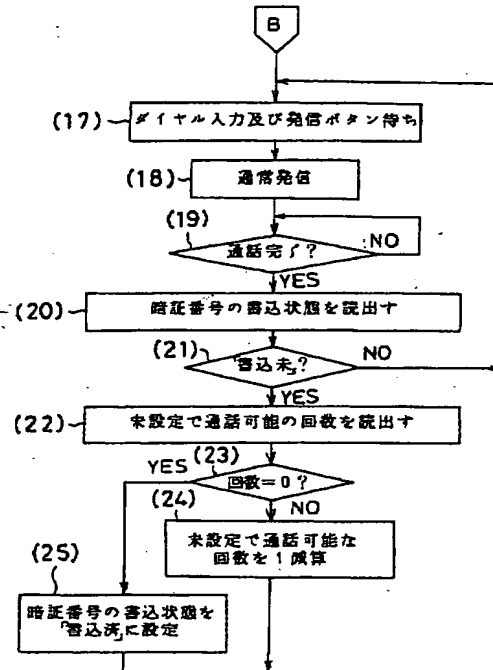 B
(17)
ダイヤル入力及び発信ボタン待ち
(18)
通常発信
(19)
通話完了?
NO
YES
(20)
暗証番号の書込状態を読出す
(21)
「書込未」?
NO
YES
(22)
未設定で通話可能の回数を読出す
(23)
YES
回数=0?
NO
(24)
未設定で通話可能な
回数を1減算
(25)
暗証番号の書込状態を
「書込済」に設定